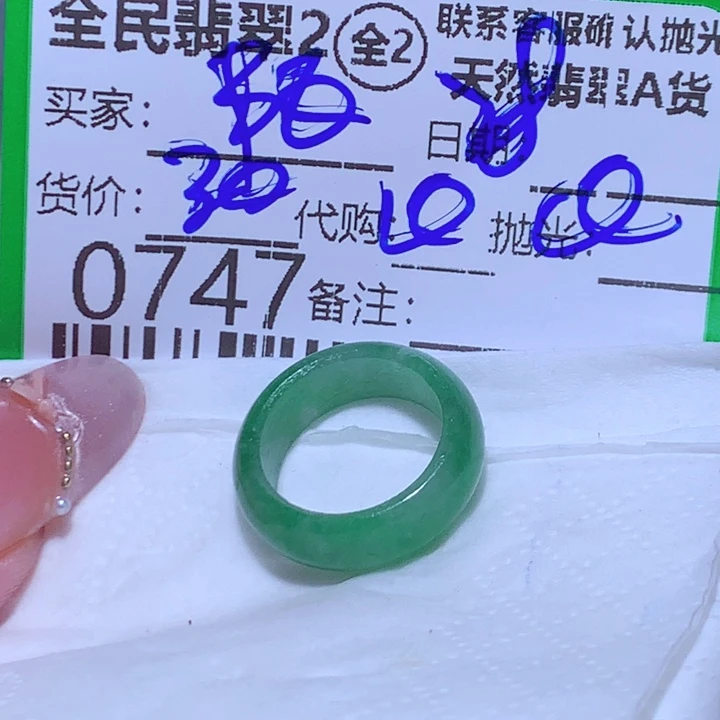 全民翡翠2 全2 联系客服确认抛光
天然翡翠A货
买家: 日期:
货价: 30 代购: 抛光:
0747 备注: